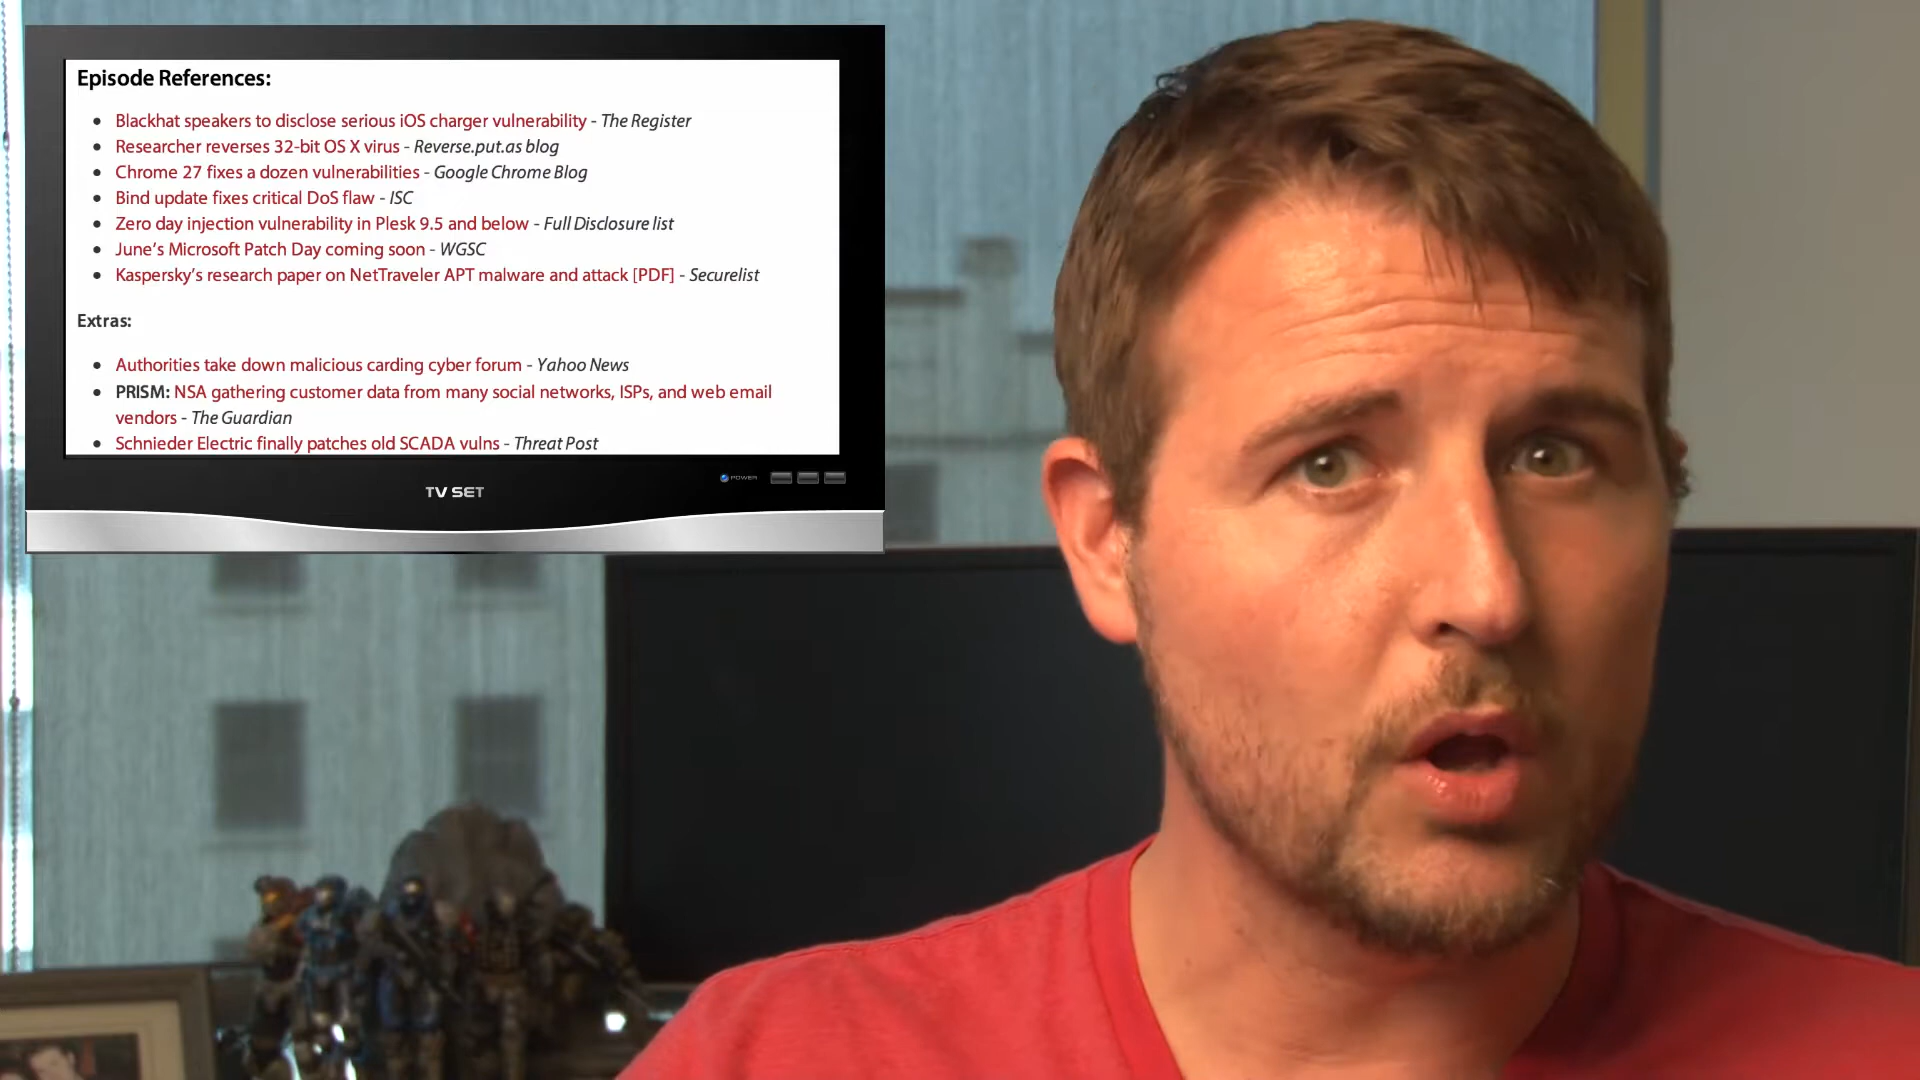 Episode References:
• Blackhat speakers to disclose serious iOS charger vulnerability - The Register
• Researcher reverses 32-bit OS X virus - Reverse.put.as blog
• Chrome 27 fixes a dozen vulnerabilities - Google Chrome Blog
• Bind update fixes critical DoS flaw - ISC
• Zero day injection vulnerability in Plesk 9.5 and below - Full Disclosure list
• June's Microsoft Patch Day coming soon - WGSC
• Kaspersky's research paper on NetTraveler APT malware and attack [PDF] - Securelist
Extras:
• Authorities take down malicious carding cyber forum - Yahoo News
• PRISM: NSA gathering customer data from many social networks, ISPs, and web email
vendors - The Guardian
• Schnieder Electric finally patches old SCADA vulns - Threat Post
POWER
TV SET